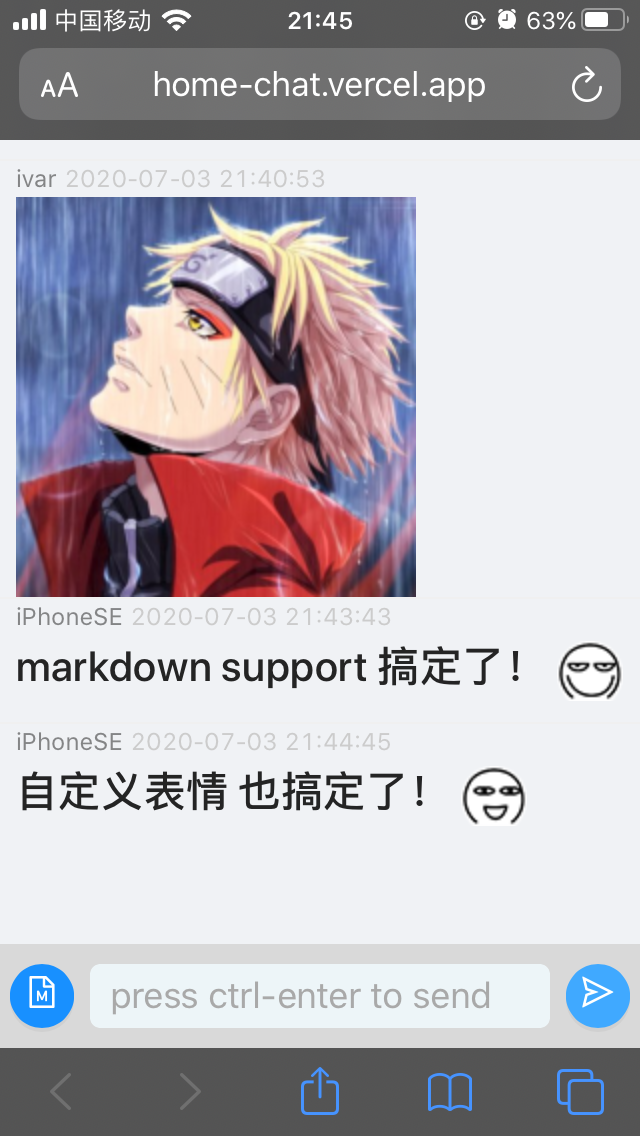 中国移动 21:45 63%
AA home-chat.vercel.app
ivar 2020-07-03 21:40:53
iPhoneSE 2020-07-03 21:43:43
markdown support 搞定了！
iPhoneSE 2020-07-03 21:44:45
自定义表情 也搞定了！
M press ctrl-enter to send